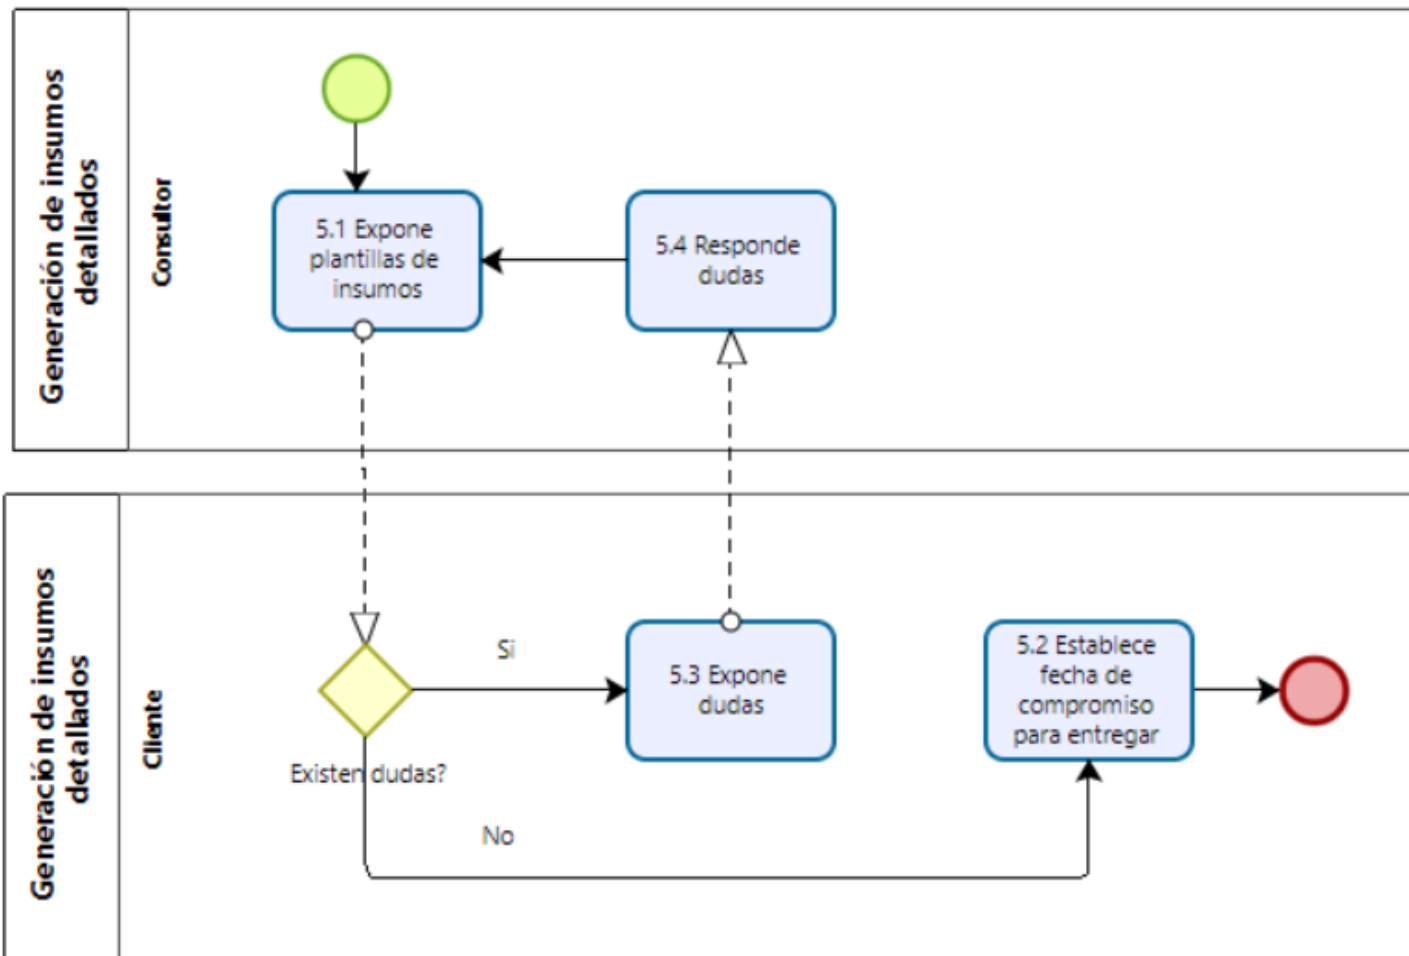 Generación de insumos
detallados
Consultor
5.1 Expone
plantillas de
insumos
5.4 Responde
dudas
Generación de insumos
detallados
Cliente
Existen dudas?
Si
No
5.3 Expone
dudas
5.2 Establece
fecha de
compromiso
para entregar